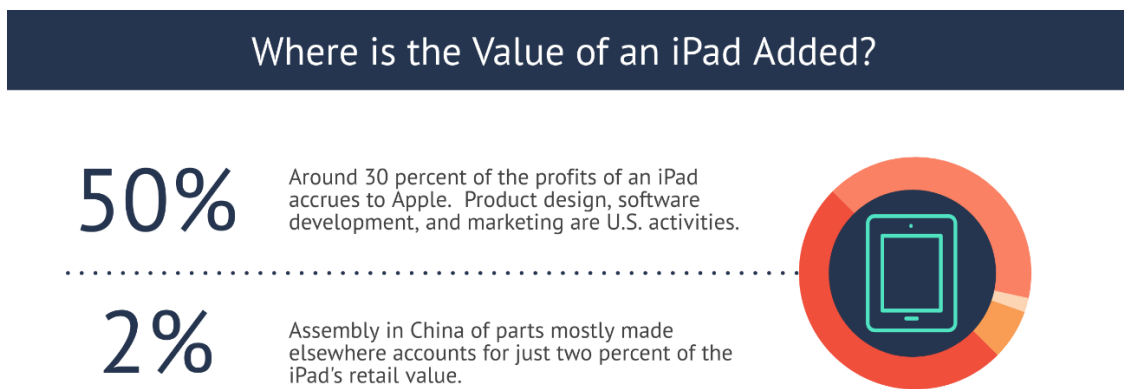 Where is the Value of an iPad Added?
50%
Around 30 percent of the profits of an iPad
accrues to Apple.  Product design, software
development, and marketing are U.S. activities.
2%
Assembly in China of parts mostly made
elsewhere accounts for just two percent of the
iPad's retail value.